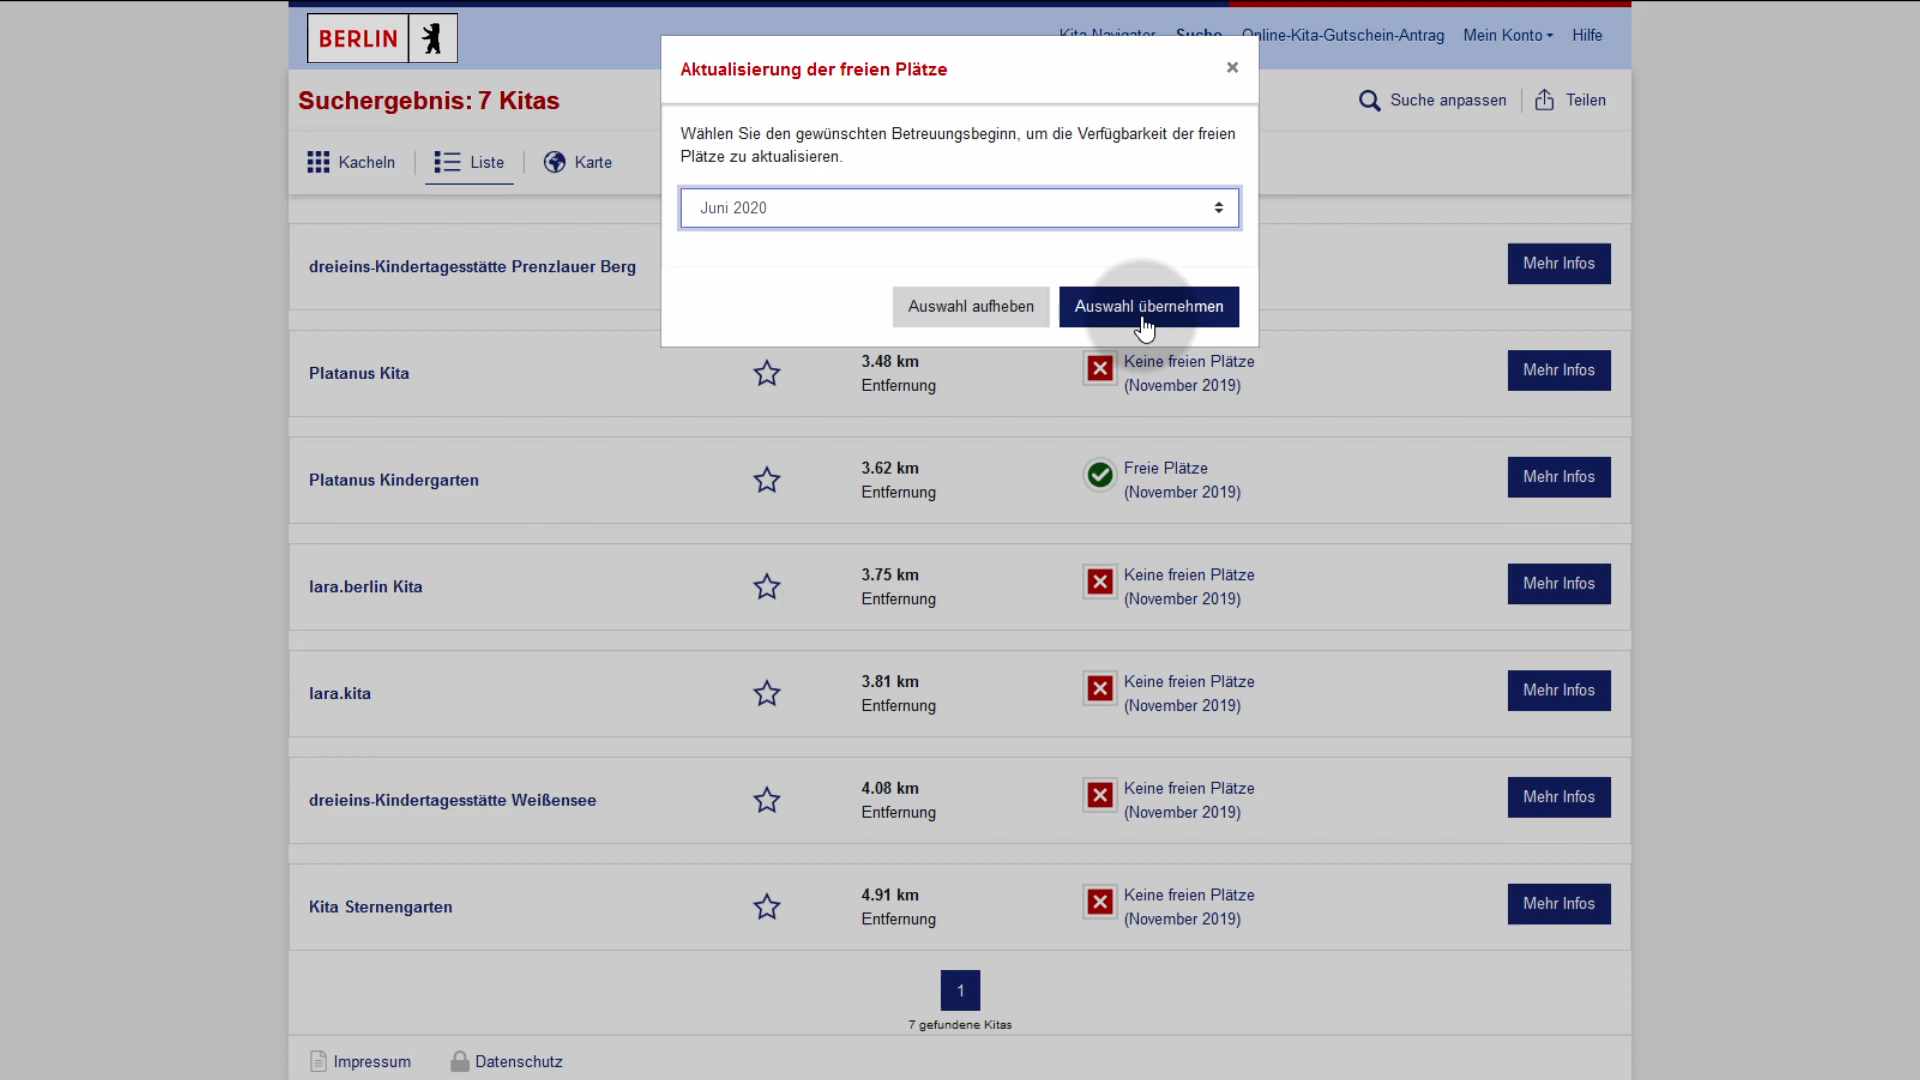 BERLIN
Kita-Navigator Suche Online-Kita-Gutschein-Antrag Mein Konto Hilfe
Aktualisierung der freien Plätze
Suchergebnis: 7 Kitas
Suche anpassen
Teilen
Wählen Sie den gewünschten Betreuungsbeginn, um die Verfügbarkeit der freien
Plätze zu aktualisieren.
Kacheln
Liste
Karte
Juni 2020
dreieins-Kindertagesstätte Prenzlauer Berg
Mehr Infos
Auswahl aufheben
Auswahl übernehmen
Platanus Kita
3.48 km
Entfernung
Keine freien Plätze
(November 2019)
Mehr Infos
Platanus Kindergarten
3.62 km
Entfernung
Freie Plätze
(November 2019)
Mehr Infos
lara.berlin Kita
3.75 km
Entfernung
Keine freien Plätze
(November 2019)
Mehr Infos
lara.kita
3.81 km
Entfernung
Keine freien Plätze
(November 2019)
Mehr Infos
dreieins-Kindertagesstätte Weißensee
4.08 km
Entfernung
Keine freien Plätze
(November 2019)
Mehr Infos
Kita Sternengarten
4.91 km
Entfernung
Keine freien Plätze
(November 2019)
Mehr Infos
1
7 gefundene Kitas
Impressum
Datenschutz